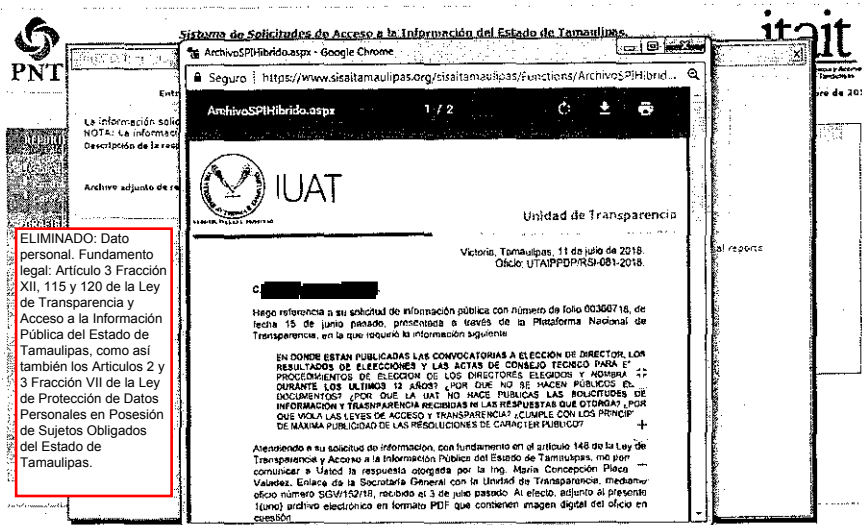 Sistema de Solicitudes de Acceso a la Información del Estado de Tamaulipas.
PNT
itait
ArchivoSPIHibrido.aspx - Google Chrome
Seguro | https://www.sisaitamaulipas.org/sisaitamaulipas/Functions/ArchivoSPIHibrid...
ArchivoSPIHibrido.aspx 1 / 2
Entr
La información solic
NOTA: La informaci
Descripción de la resp
Archivo adjunto de re
al reporte
UAT
Unidad de Transparencia
Victoria, Tamaulipas, 11 de julio de 2018.
Oficio: UTAIPPDP/RSI-081-2018.
C.
Hago referencia a su solicitud de información pública con número de folio 00366718, de
fecha 15 de junio pasado, presentada a través de la Plataforma Nacional de
Transparencia, en la que requirió la información siguiente
EN DONDE ESTAN PUBLICADAS LAS CONVOCATORIAS A ELECCION DE DIRECTOR, LOS
RESULTADOS DE ELEECCIONES Y LAS ACTAS DE CONSEJO TECNICO PARA E
PROCEDIMIENTOS DE ELECCION DE LOS DIRECTORES ELEGIDOS Y NOMBRA
DURANTE LOS ULTIMOS 12 AÑOS? ¿POR QUE NO SE HACEN PÚBLICOS EL
DOCUMENTOS? ¿POR QUE LA UAT NO HACE PUBLICAS LAS SOLICITUDES DE
INFORMACION Y TRASNPARENCIA RECIBIDAS NI LAS RESPUESTAS QUE OTORGA? ¿POR
QUE VIOLA LAS LEYES DE ACCESO Y TRANSPARENCIA? ¿CUMPLE CON LOS PRINCIP
DE MAXIMA PUBLICIDAD DE LAS RESOLUCIONES DE CARACTER PUBLICO?
Atendiendo a su solicitud de información, con fundamento en el artículo 146 de la Ley de
Transparencia y Acceso a la Información Pública del Estado de Tamaulipas, me por
comunicar a Usted la respuesta otorgada por la Ing. María Concepción Placa
Valadez, Enlace de la Secretaría General con la Unidad de Transparencia, mediante
oficio número SGV/152/18, recibido el 3 de julio pasado. Al efecto, adjunto al presente
1(uno) archivo electrónico en formato PDF que contienen imagen digital del oficio en
cuestión
ELIMINADO: Dato
personal. Fundamento
legal: Artículo 3 Fracción
XII, 115 y 120 de la Ley
de Transparencia y
Acceso a la Información
Pública del Estado de
Tamaulipas, como así
también los Articulos 2 y
3 Fracción VII de la Ley
de Protección de Datos
Personales en Posesión
de Sujetos Obligados
del Estado de
Tamaulipas.